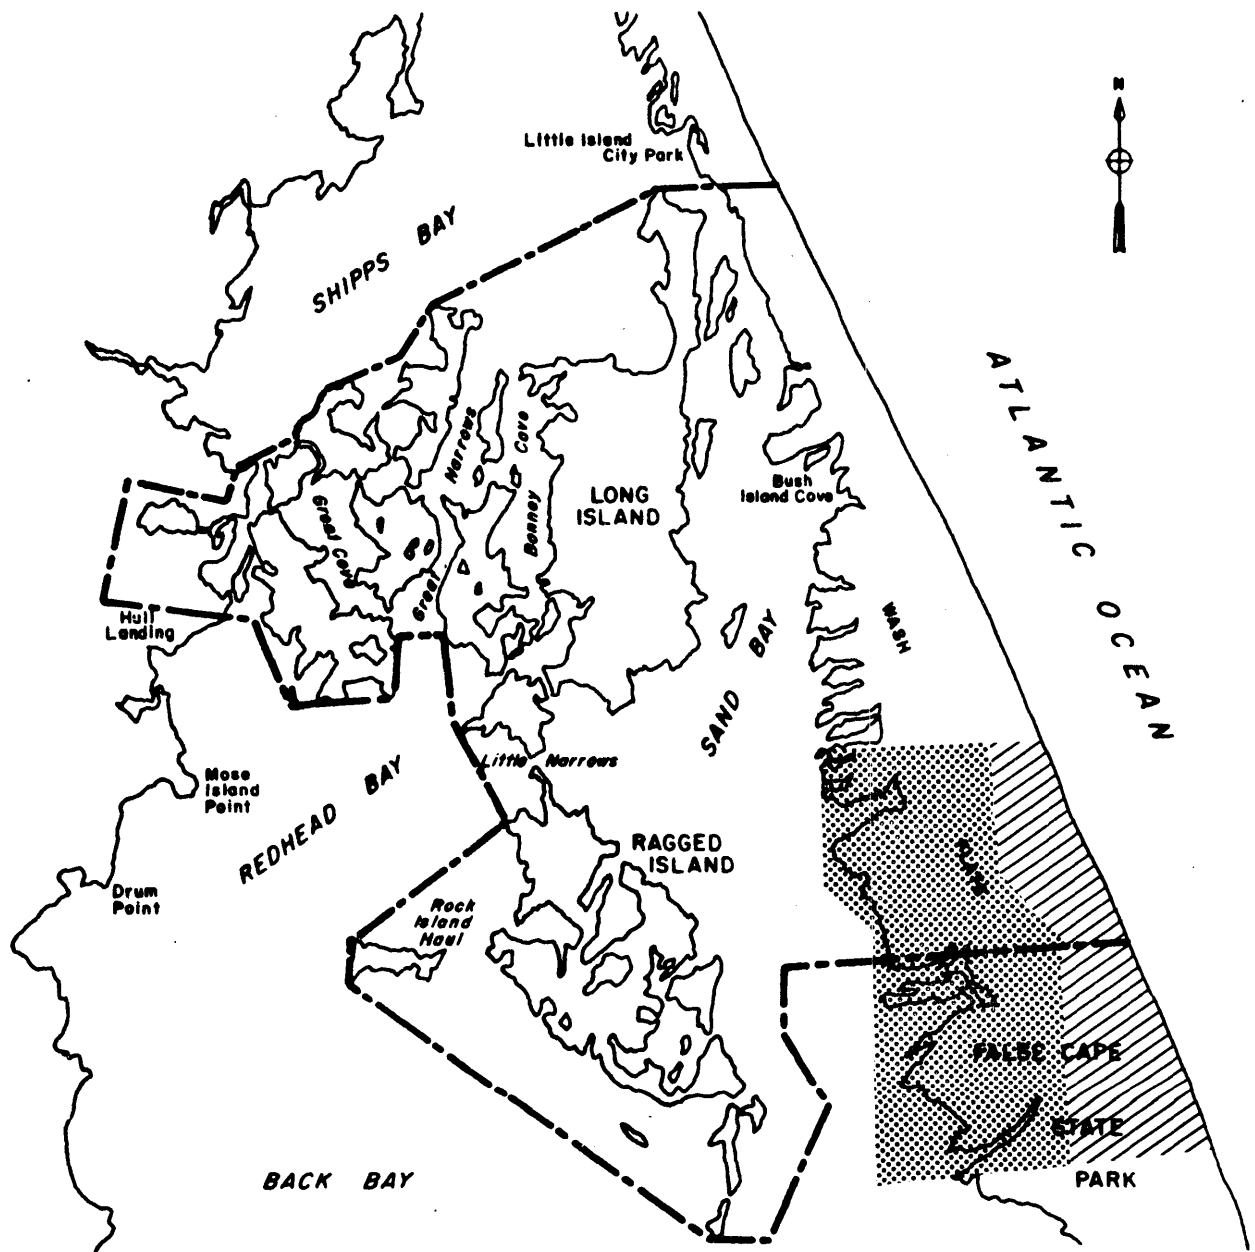 N
Little Island
City Park
SHIPPS BAY
ATLANTIC OCEAN
Narrows
Cove
Great Cove
Bonney
LONG
ISLAND
Bush
Island Cove
Great
Hull
Landing
WASH
SAND BAY
Little Narrows
Mose
Island
Point
REDHEAD BAY
RAGGED
ISLAND
Drum
Point
Rock
Island
Haul
FALSE CAPE
STATE
PARK
BACK BAY